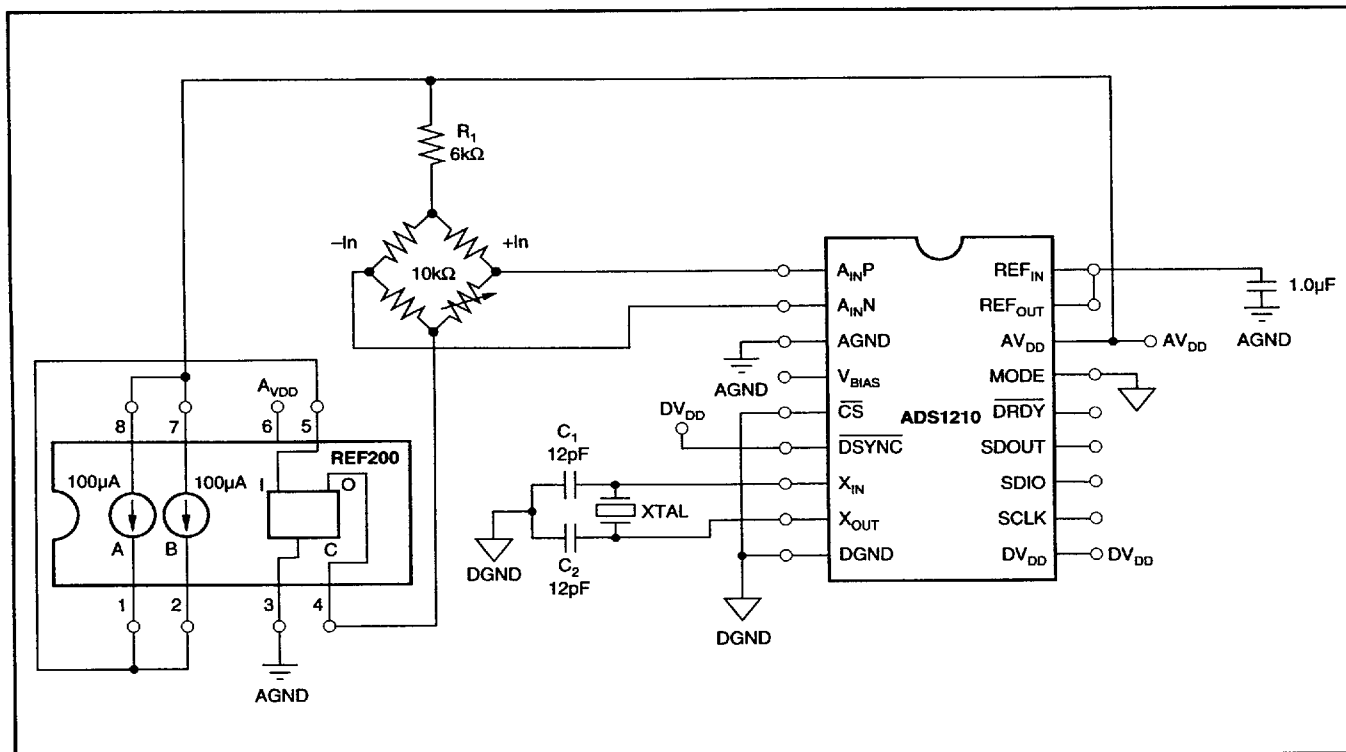 R1
6kΩ
–In
+In
10kΩ
AINP
AINN
AGND
VBIAS
CS
DSYNC
XIN
XOUT
DGND
ADS1210
REFIN
REFOUT
AVDD
MODE
DRDY
SDOUT
SDIO
SCLK
DVDD
1.0µF
AGND
AVDD
DVDD
AGND
DVDD
C1
12pF
XTAL
C2
12pF
DGND
DGND
AVDD
8
7
6
5
REF200
100µA
100µA
I
O
A
B
C
1
2
3
4
AGND